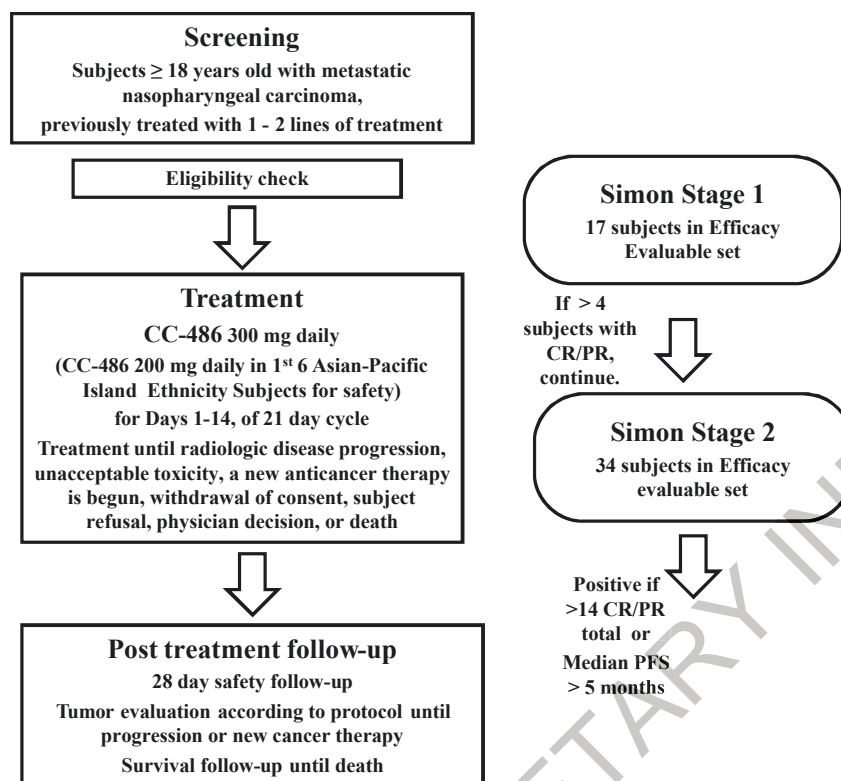 Screening
Subjects ≥ 18 years old with metastatic
nasopharyngeal carcinoma,
previously treated with 1 - 2 lines of treatment
Eligibility check
Treatment
CC-486 300 mg daily
(CC-486 200 mg daily in 1st 6 Asian-Pacific
Island Ethnicity Subjects for safety)
for Days 1-14, of 21 day cycle
Treatment until radiologic disease progression,
unacceptable toxicity, a new anticancer therapy
is begun, withdrawal of consent, subject
refusal, physician decision, or death
Post treatment follow-up
28 day safety follow-up
Tumor evaluation according to protocol until
progression or new cancer therapy
Survival follow-up until death
Simon Stage 1
17 subjects in Efficacy
Evaluable set
If > 4
subjects with
CR/PR,
continue.
Simon Stage 2
34 subjects in Efficacy
evaluable set
Positive if
>14 CR/PR
total or
Median PFS
> 5 months